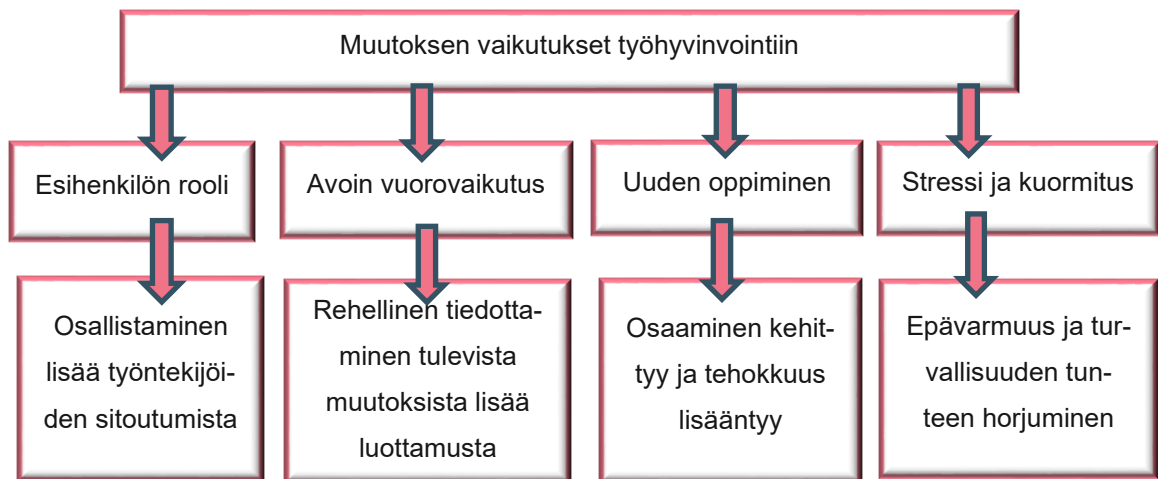 Muutoksen vaikutukset työhyvinvointiin
Esihenkilön rooli
Avoin vuorovaikutus
Uuden oppiminen
Stressi ja kuormitus
Osallistaminen
lisää työntekijöi-
den sitoutumista
Rehellinen tiedotta-
minen tulevista
muutoksista lisää
luottamusta
Osaaminen kehit-
tyy ja tehokkuus
lisääntyy
Epävarmuus ja tur-
vallisuuden tun-
teen horjuminen